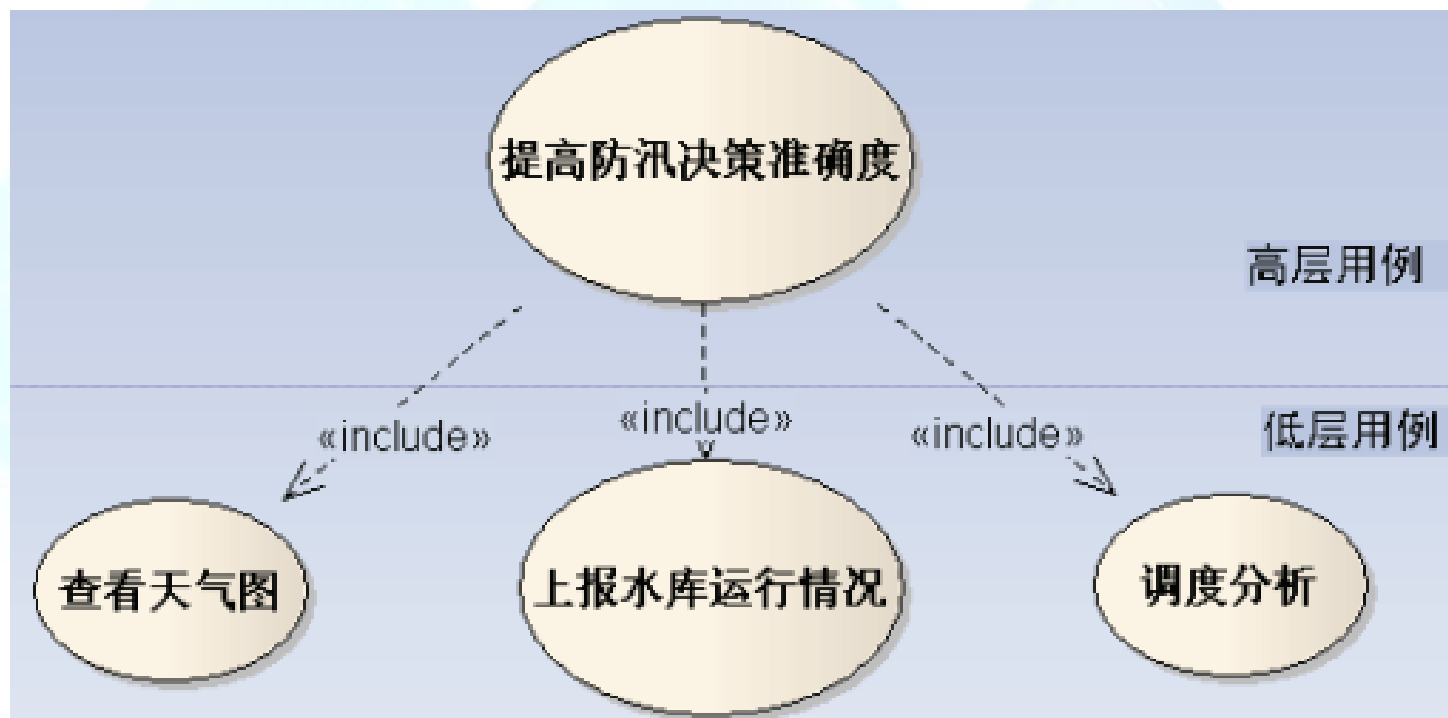 提高防汛决策准确度
高层用例
«include»
«include»
«include»
低层用例
查看天气图
上报水库运行情况
调度分析